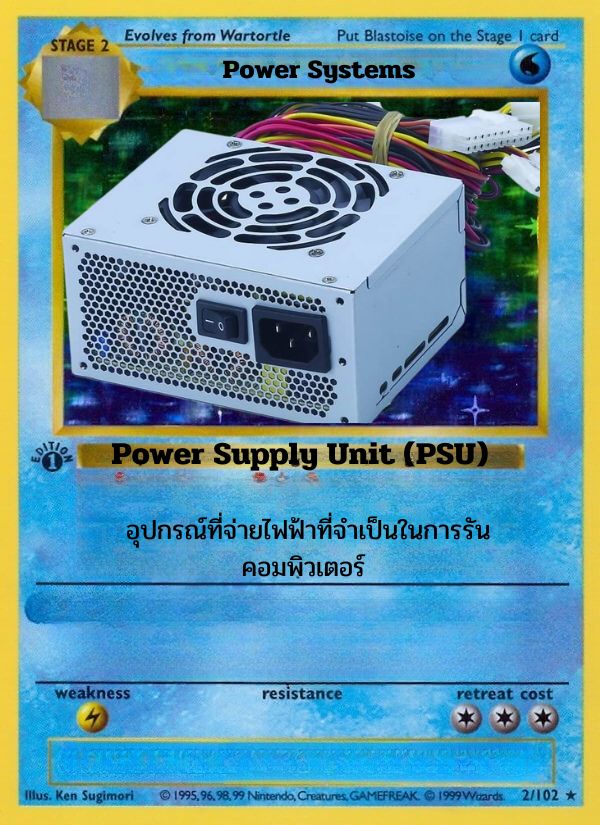 STAGE 2
Evolves from Wartortle
Put Blastoise on the Stage 1 card
Power Systems
EDITION
1
Power Supply Unit (PSU)
อุปกรณ์ที่จ่ายไฟฟ้าที่จำเป็นในการรัน
คอมพิวเตอร์
weakness
resistance
retreat cost
Illus. Ken Sugimori
© 1995, 96, 98, 99 Nintendo, Creatures, GAMEFREAK. © 1999 Wizards.
2/102 ★